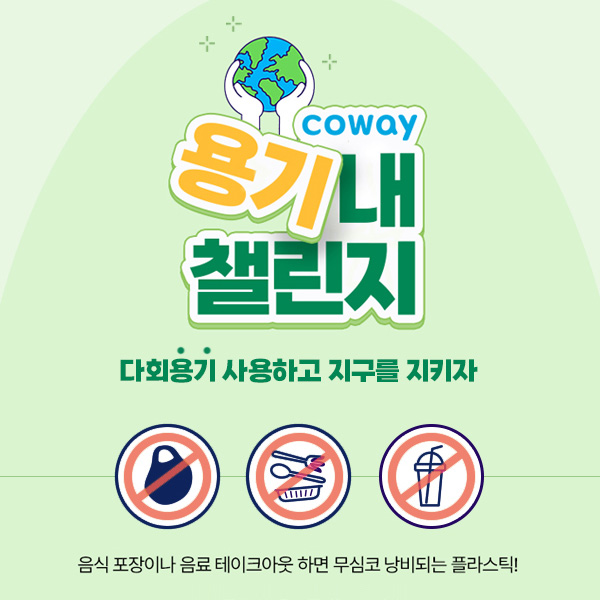 coway
용기내
챌린지
다회용기 사용하고 지구를 지키자
음식 포장이나 음료 테이크아웃 하면 무심코 낭비되는 플라스틱!